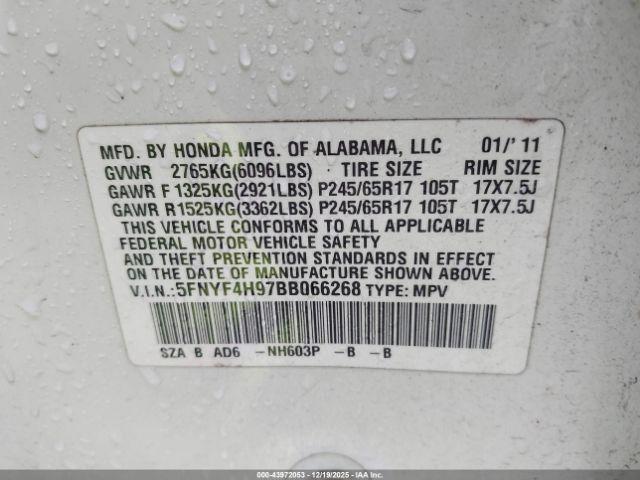 MFD. BY HONDA MFG. OF ALABAMA, LLC 01/'11
GVWR 2765KG(6096LBS) TIRE SIZE RIM SIZE
GAWR F1325KG(2921LBS) P245/65R17 105T 17X7.5J
GAWR R1525KG(3362LBS) P245/65R17 105T 17X7.5J
THIS VEHICLE CONFORMS TO ALL APPLICABLE
FEDERAL MOTOR VEHICLE SAFETY
AND THEFT PREVENTION STANDARDS IN EFFECT
ON THE DATE OF MANUFACTURE SHOWN ABOVE.
V.I.N.:5FNYF4H97BB066268 TYPE: MPV
SZA B AD6 -NH603P -B -B
000-43972053 - 12/19/2025 - IAAI.COM